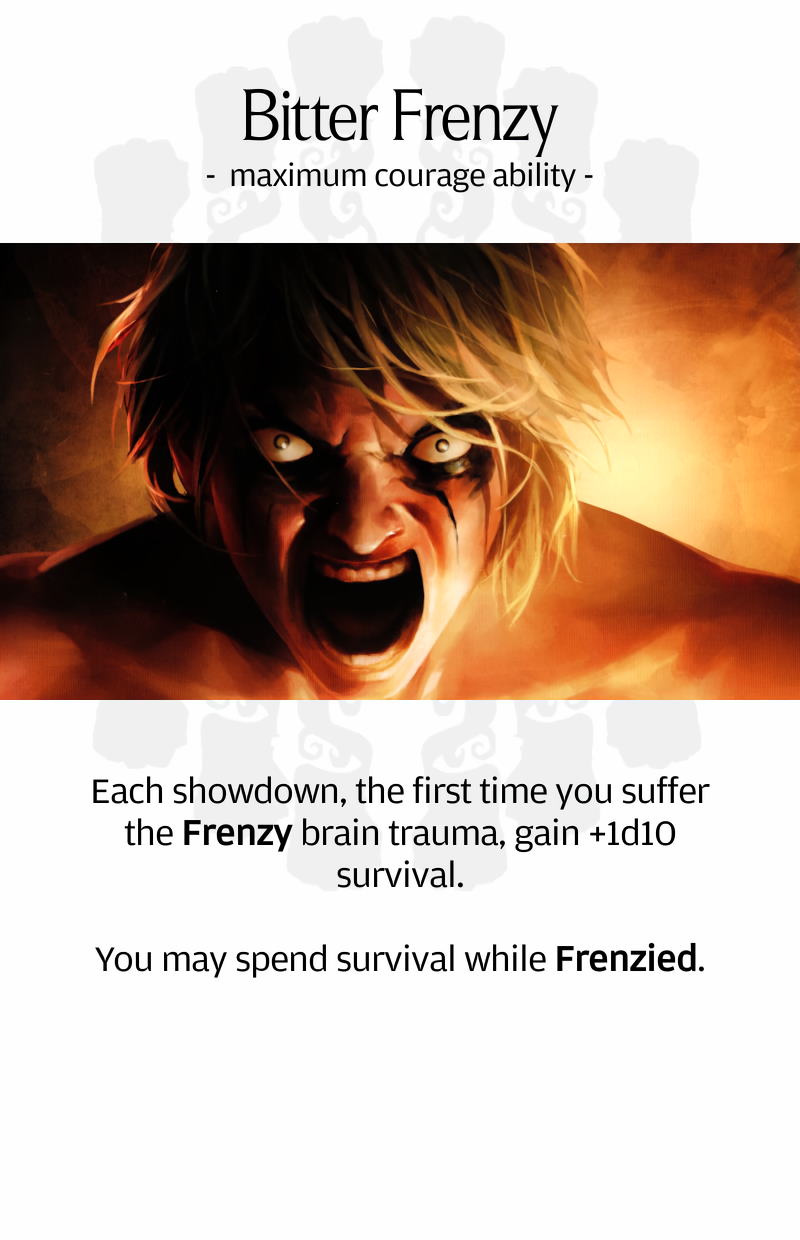 Bitter Frenzy
- maximum courage ability -
Each showdown, the first time you suffer
the Frenzy brain trauma, gain +1d10
survival.
You may spend survival while Frenzied.